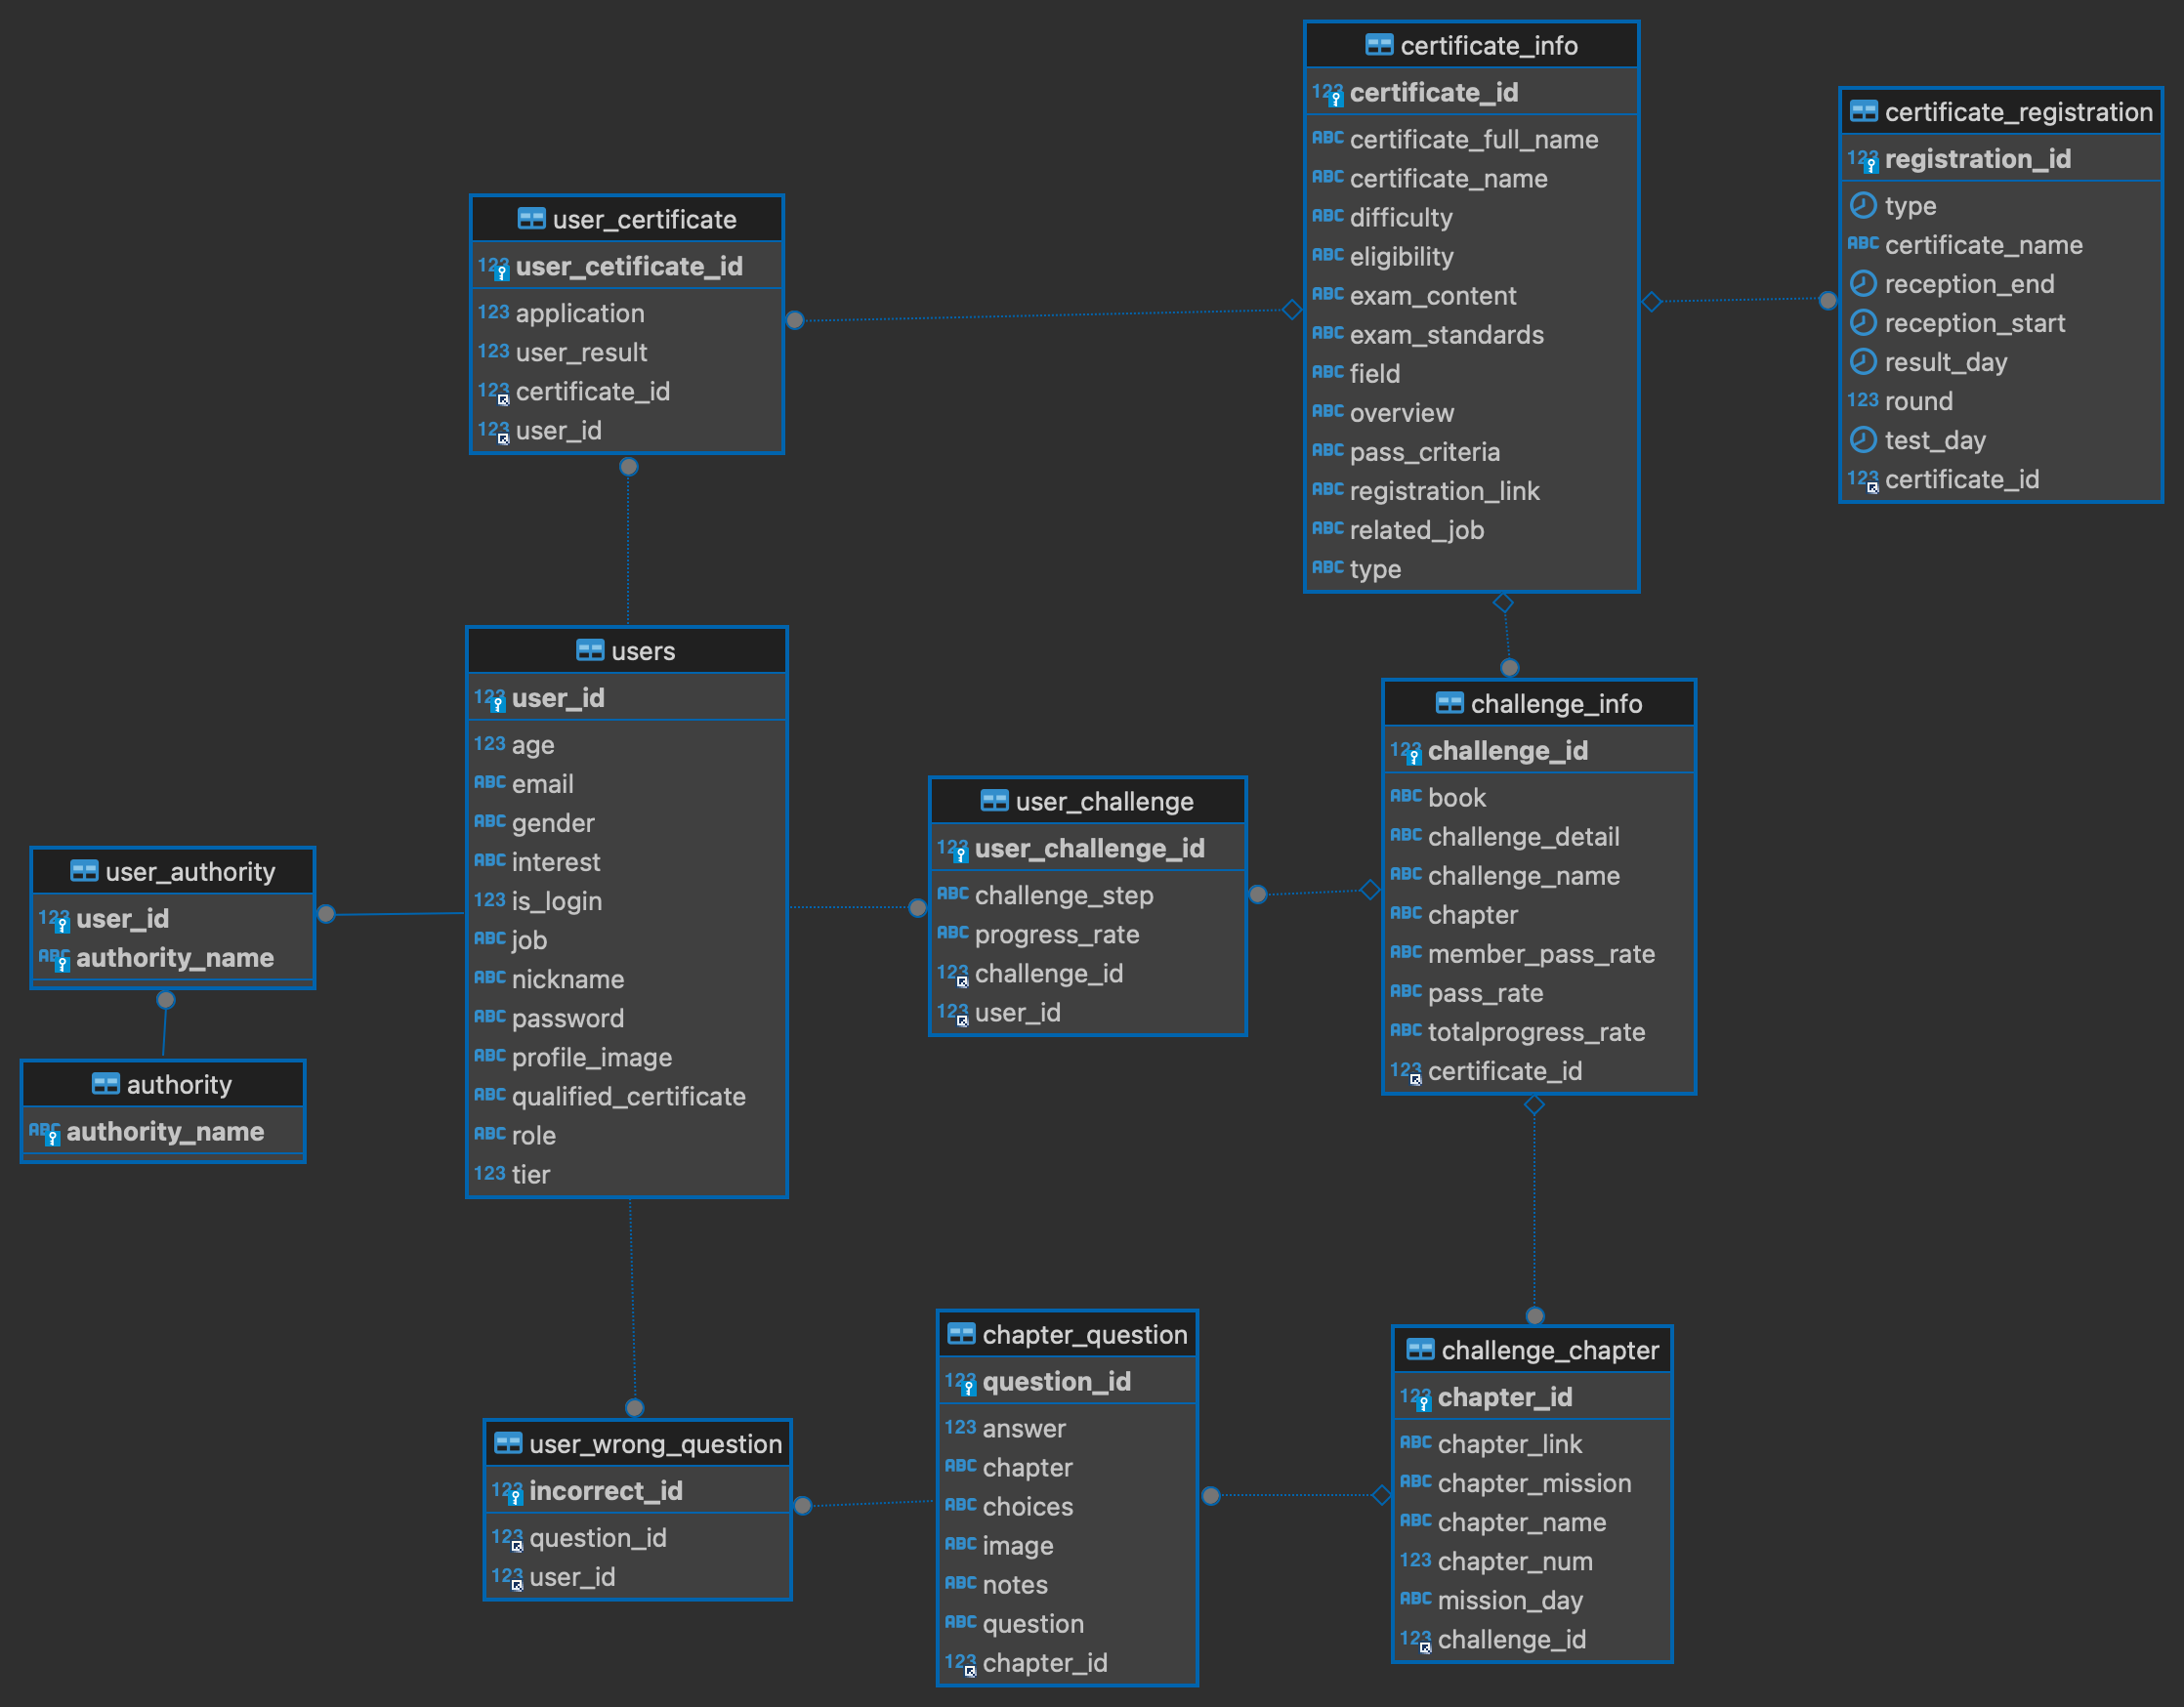 certificate_info
123 certificate_id
ABC certificate_full_name
ABC certificate_name
ABC difficulty
ABC eligibility
ABC exam_content
ABC exam_standards
ABC field
ABC overview
ABC pass_criteria
ABC registration_link
ABC related_job
ABC type
certificate_registration
123 registration_id
type
ABC certificate_name
reception_end
reception_start
result_day
123 round
test_day
123 certificate_id
user_certificate
123 user_cetificate_id
123 application
123 user_result
123 certificate_id
123 user_id
users
123 user_id
123 age
ABC email
ABC gender
ABC interest
123 is_login
ABC job
ABC nickname
ABC password
ABC profile_image
ABC qualified_certificate
ABC role
123 tier
challenge_info
123 challenge_id
ABC book
ABC challenge_detail
ABC challenge_name
ABC chapter
ABC member_pass_rate
ABC pass_rate
ABC totalprogress_rate
123 certificate_id
user_challenge
123 user_challenge_id
ABC challenge_step
ABC progress_rate
123 challenge_id
123 user_id
user_authority
123 user_id
ABC authority_name
authority
ABC authority_name
chapter_question
123 question_id
123 answer
ABC chapter
ABC choices
ABC image
ABC notes
ABC question
123 chapter_id
challenge_chapter
123 chapter_id
ABC chapter_link
ABC chapter_mission
ABC chapter_name
123 chapter_num
ABC mission_day
123 challenge_id
user_wrong_question
123 incorrect_id
123 question_id
123 user_id